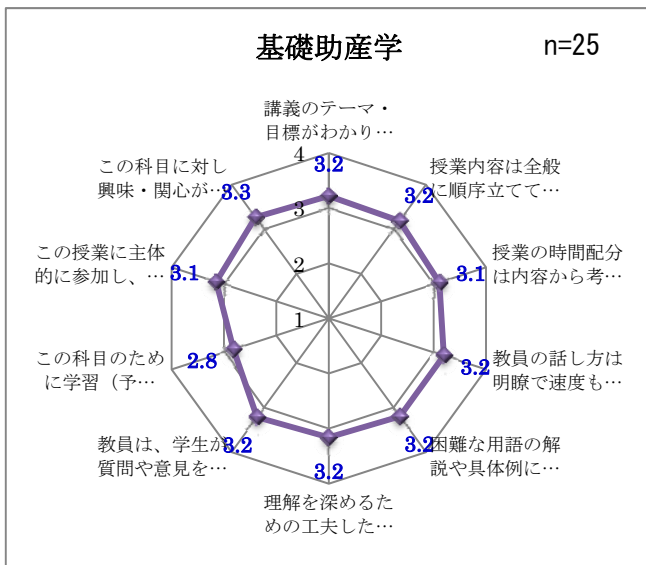 基礎助産学
n=25
講義のテーマ・
目標がわかり…
3.2
授業内容は全般
に順序立てて…
3.2
授業の時間配分
は内容から考…
3.1
教員の話し方は
明瞭で速度も…
3.2
困難な用語の解
説や具体例に…
3.2
理解を深めるた
めの工夫した…
3.2
教員は、学生が
質問や意見を…
3.2
この科目のため
に学習（予…
2.8
この授業に主体
的に参加し、…
3.1
この科目に対し
興味・関心が…
3.3
4
3
2
1